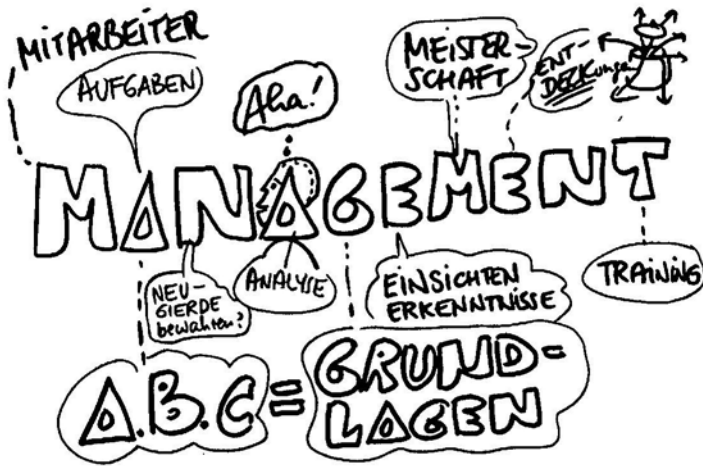 MITARBEITER
AUFGABEN
Aha!
MEISTER-
SCHAFT
ENT-
DECKungen
MANAGEMENT
NEU-
GIERDE
bewahren?
ANALYSE
EINSICHTEN
ERKENNTNISSE
TRAINING
A.B.C = GRUND-
LAGEN